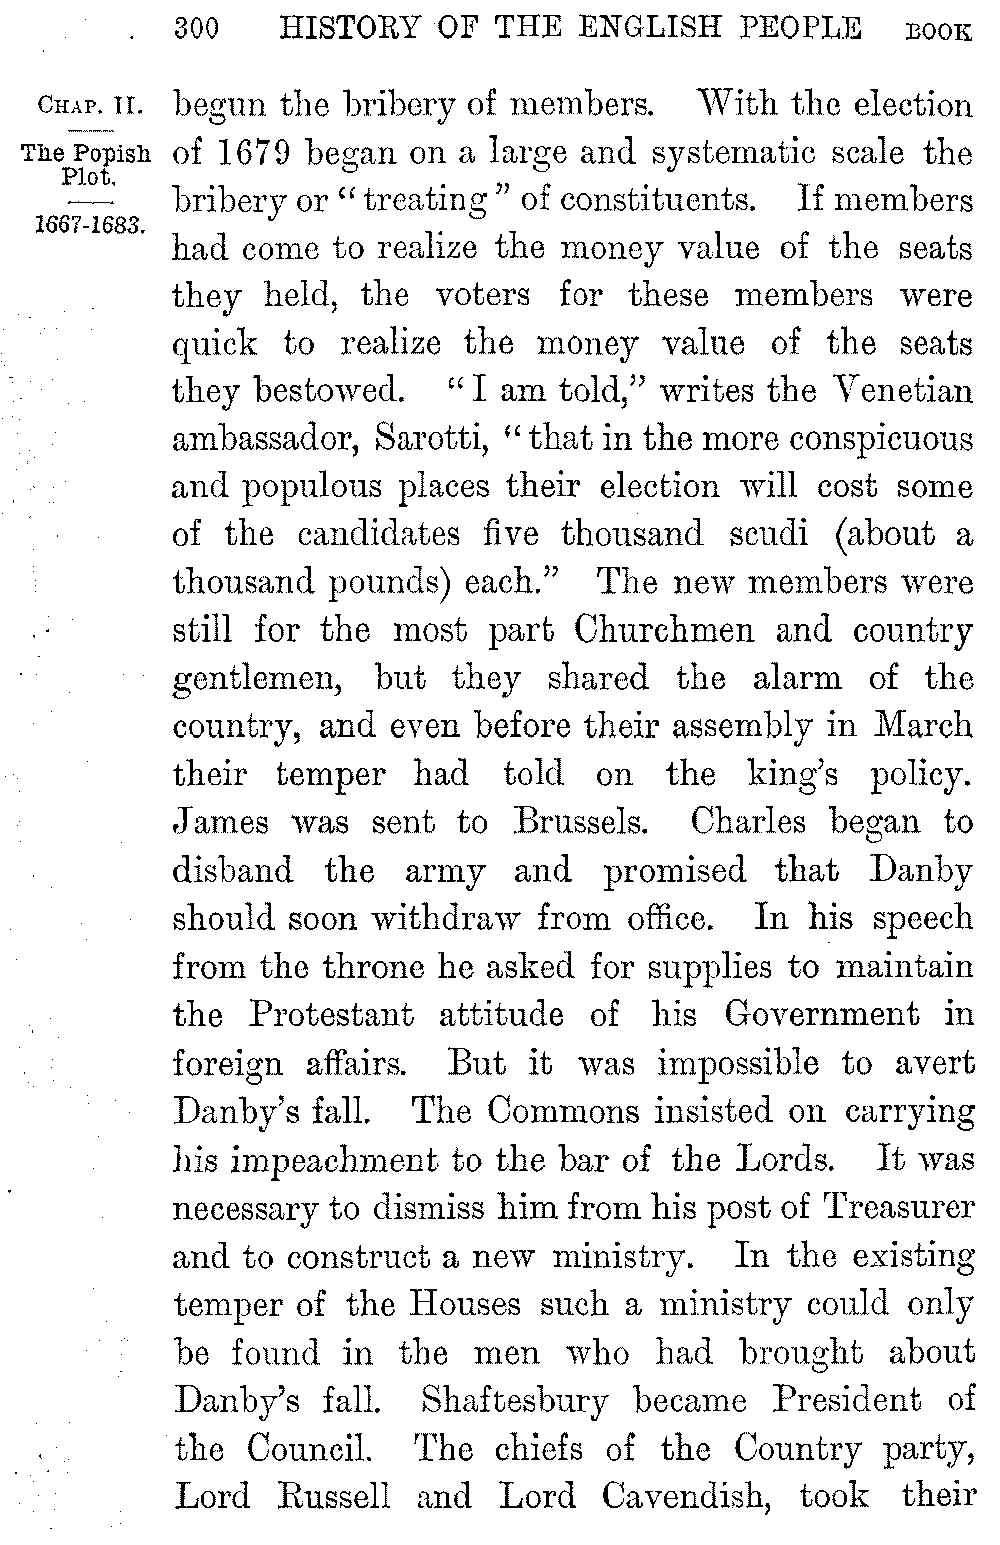 300 HISTORY OF THE ENGLISH PEOPLE BOOK
CHAP. II.
The Popish
Plot.
1667-1683.
begun the bribery of members. With the election
of 1679 began on a large and systematic scale the
bribery or “ treating ” of constituents. If members
had come to realize the money value of the seats
they held, the voters for these members were
quick to realize the money value of the seats
they bestowed. “ I am told,” writes the Venetian
ambassador, Sarotti, “ that in the more conspicuous
and populous places their election will cost some
of the candidates five thousand scudi (about a
thousand pounds) each.” The new members were
still for the most part Churchmen and country
gentlemen, but they shared the alarm of the
country, and even before their assembly in March
their temper had told on the king’s policy.
James was sent to Brussels. Charles began to
disband the army and promised that Danby
should soon withdraw from office. In his speech
from the throne he asked for supplies to maintain
the Protestant attitude of his Government in
foreign affairs. But it was impossible to avert
Danby’s fall. The Commons insisted on carrying
his impeachment to the bar of the Lords. It was
necessary to dismiss him from his post of Treasurer
and to construct a new ministry. In the existing
temper of the Houses such a ministry could only
be found in the men who had brought about
Danby’s fall. Shaftesbury became President of
the Council. The chiefs of the Country party,
Lord Russell and Lord Cavendish, took their